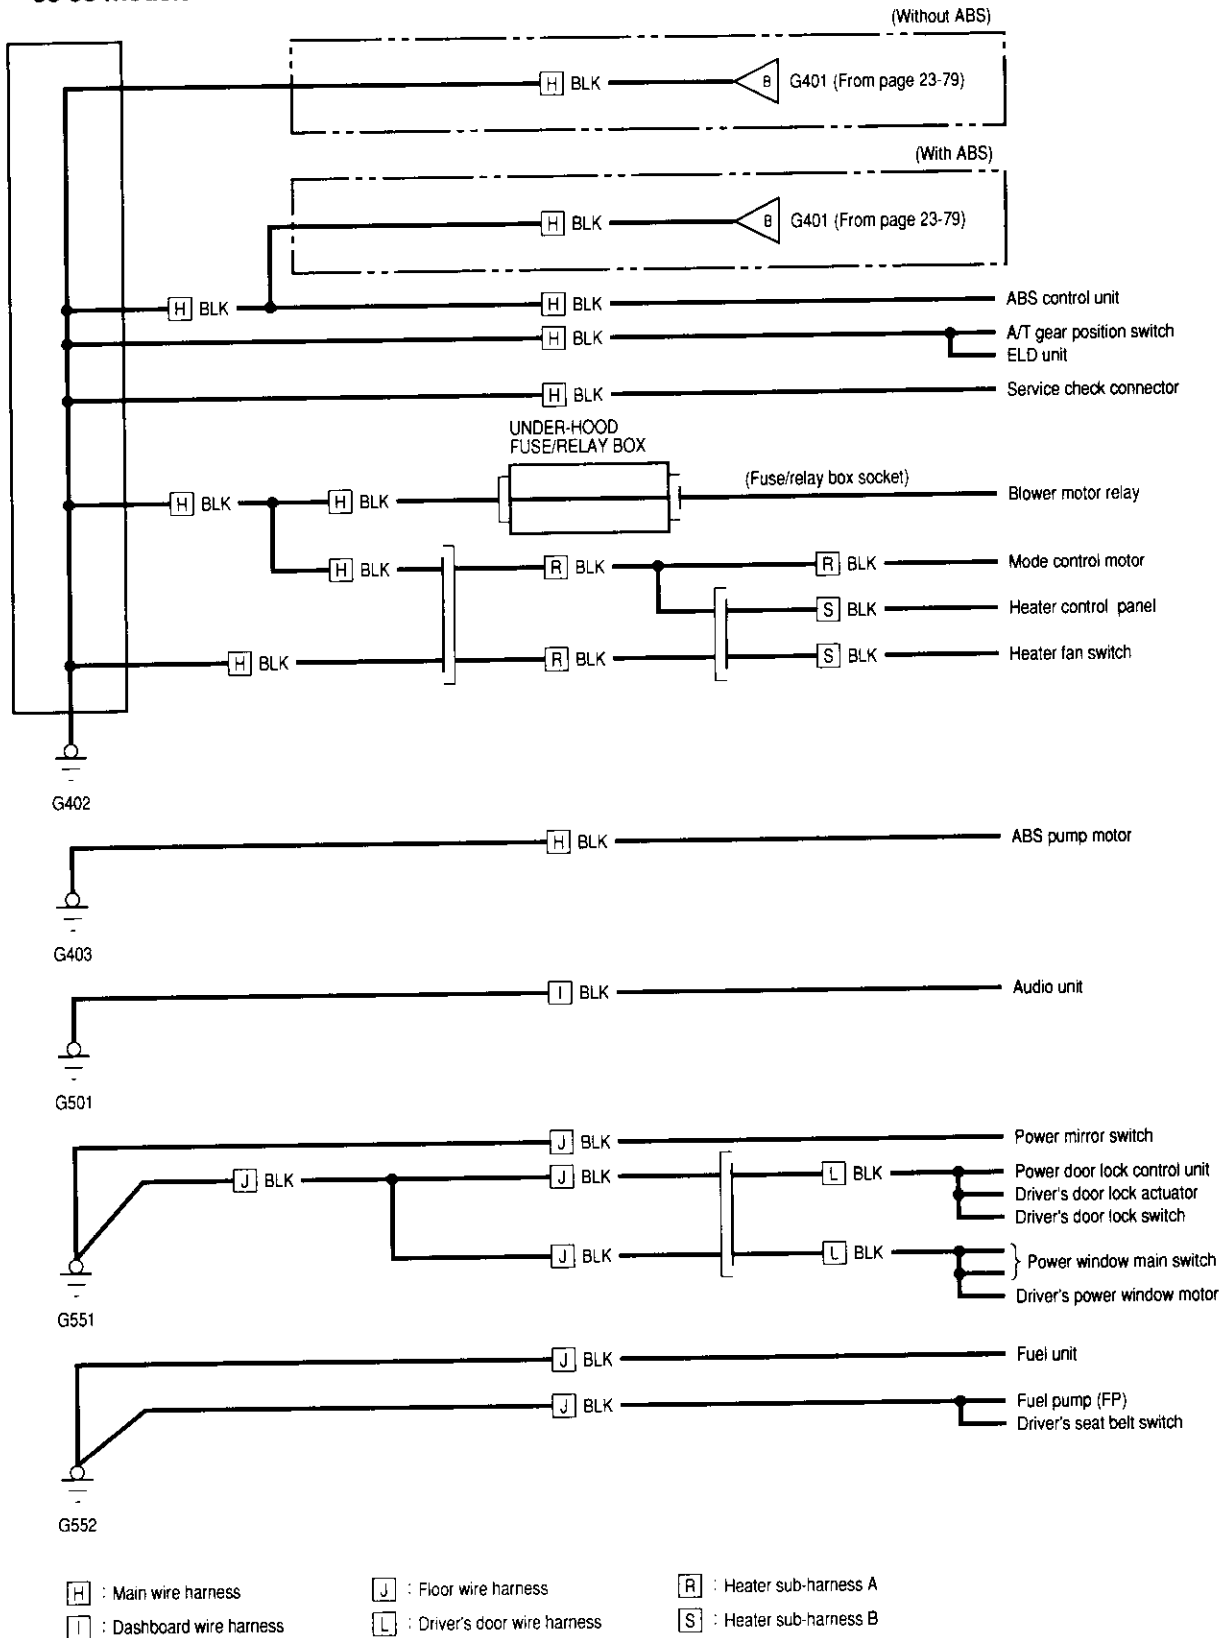 (Without ABS)
H BLK B G401 (From page 23-79)
(With ABS)
H BLK B G401 (From page 23-79)
H BLK H BLK ABS control unit
H BLK A/T gear position switch
ELD unit
H BLK Service check connector
UNDER-HOOD
FUSE/RELAY BOX
(Fuse/relay box socket)
H BLK H BLK Blower motor relay
H BLK R BLK R BLK Mode control motor
S BLK Heater control panel
H BLK R BLK S BLK Heater fan switch
G402
H BLK ABS pump motor
G403
I BLK Audio unit
G501
J BLK Power mirror switch
J BLK J BLK L BLK Power door lock control unit
Driver's door lock actuator
Driver's door lock switch
J BLK L BLK Power window main switch
Driver's power window motor
G551
J BLK Fuel unit
J BLK Fuel pump (FP)
Driver's seat belt switch
G552
H : Main wire harness J : Floor wire harness R : Heater sub-harness A
I : Dashboard wire harness L : Driver's door wire harness S : Heater sub-harness B